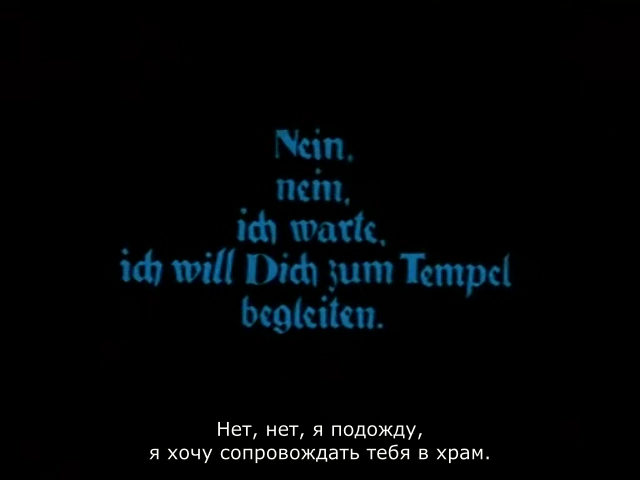 Nein,
nein,
ich warte,
ich will Dich zum Tempel
begleiten.
Нет, нет, я подожду,
я хочу сопровождать тебя в храм.